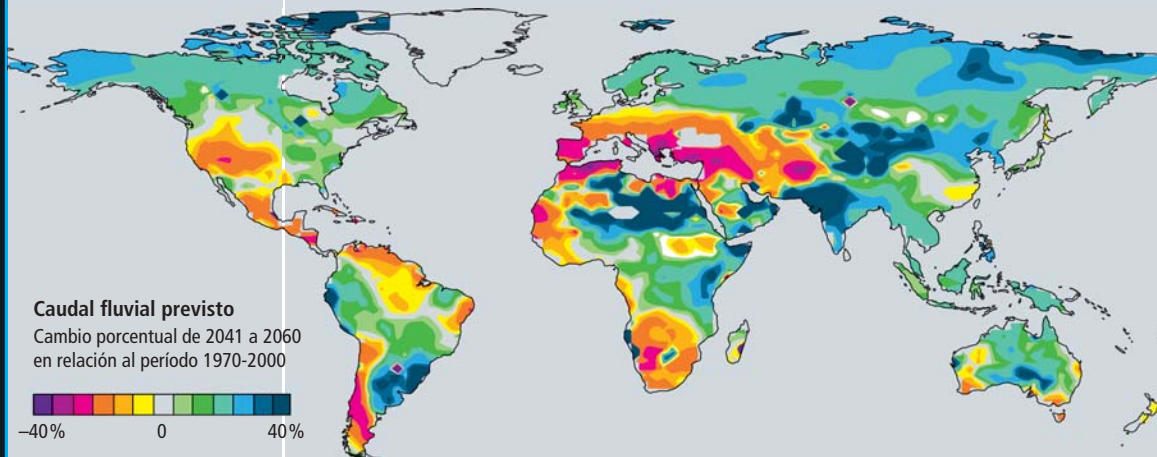 Caudal fluvial previsto
Cambio porcentual de 2041 a 2060
en relación al período 1970-2000
–40% 0 40%